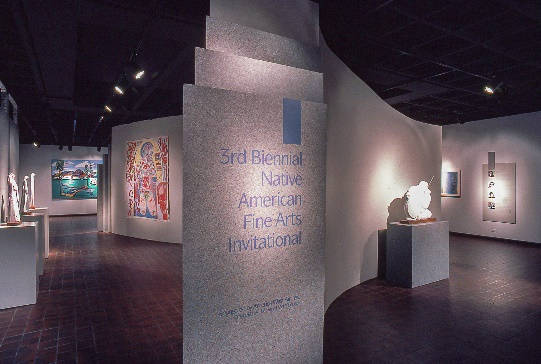 3rd Biennial
Native
American
Fine Arts
Invitational